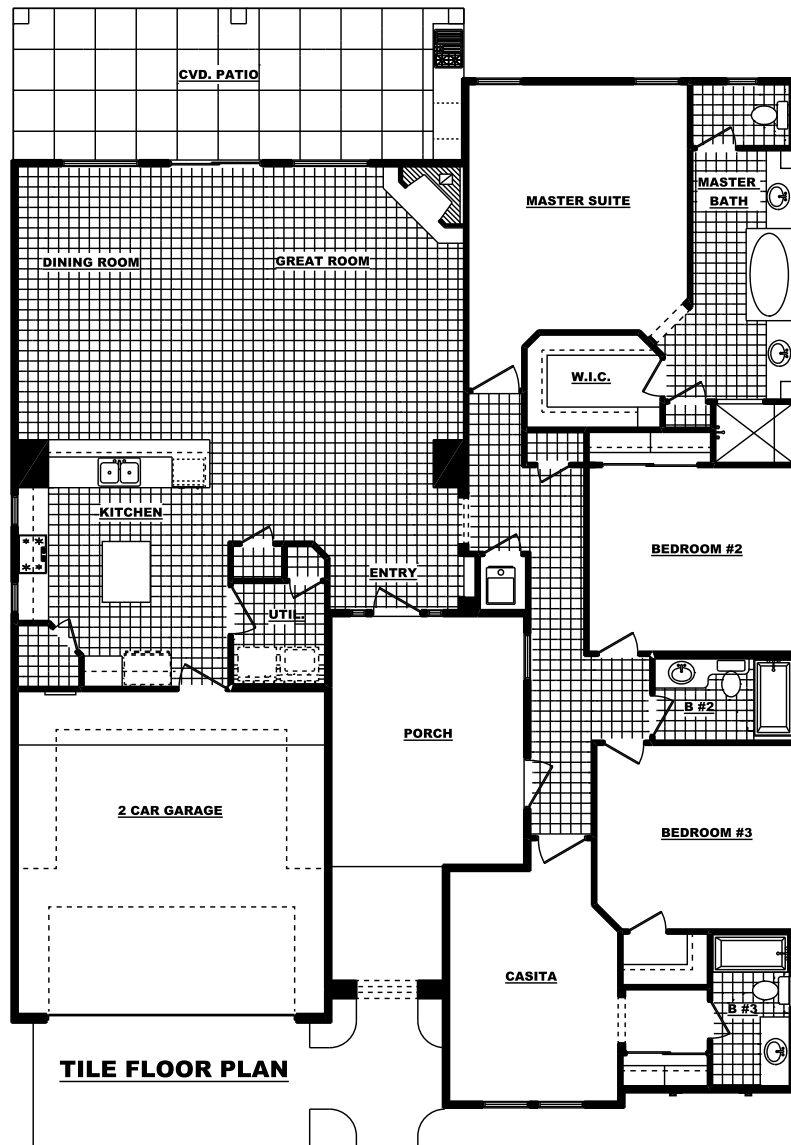 CVD. PATIO
MASTER SUITE
MASTER
BATH
DINING ROOM
GREAT ROOM
W.I.C.
KITCHEN
BEDROOM #2
ENTRY
UTIL.
B #2
PORCH
2 CAR GARAGE
BEDROOM #3
CASITA
B #3
TILE FLOOR PLAN